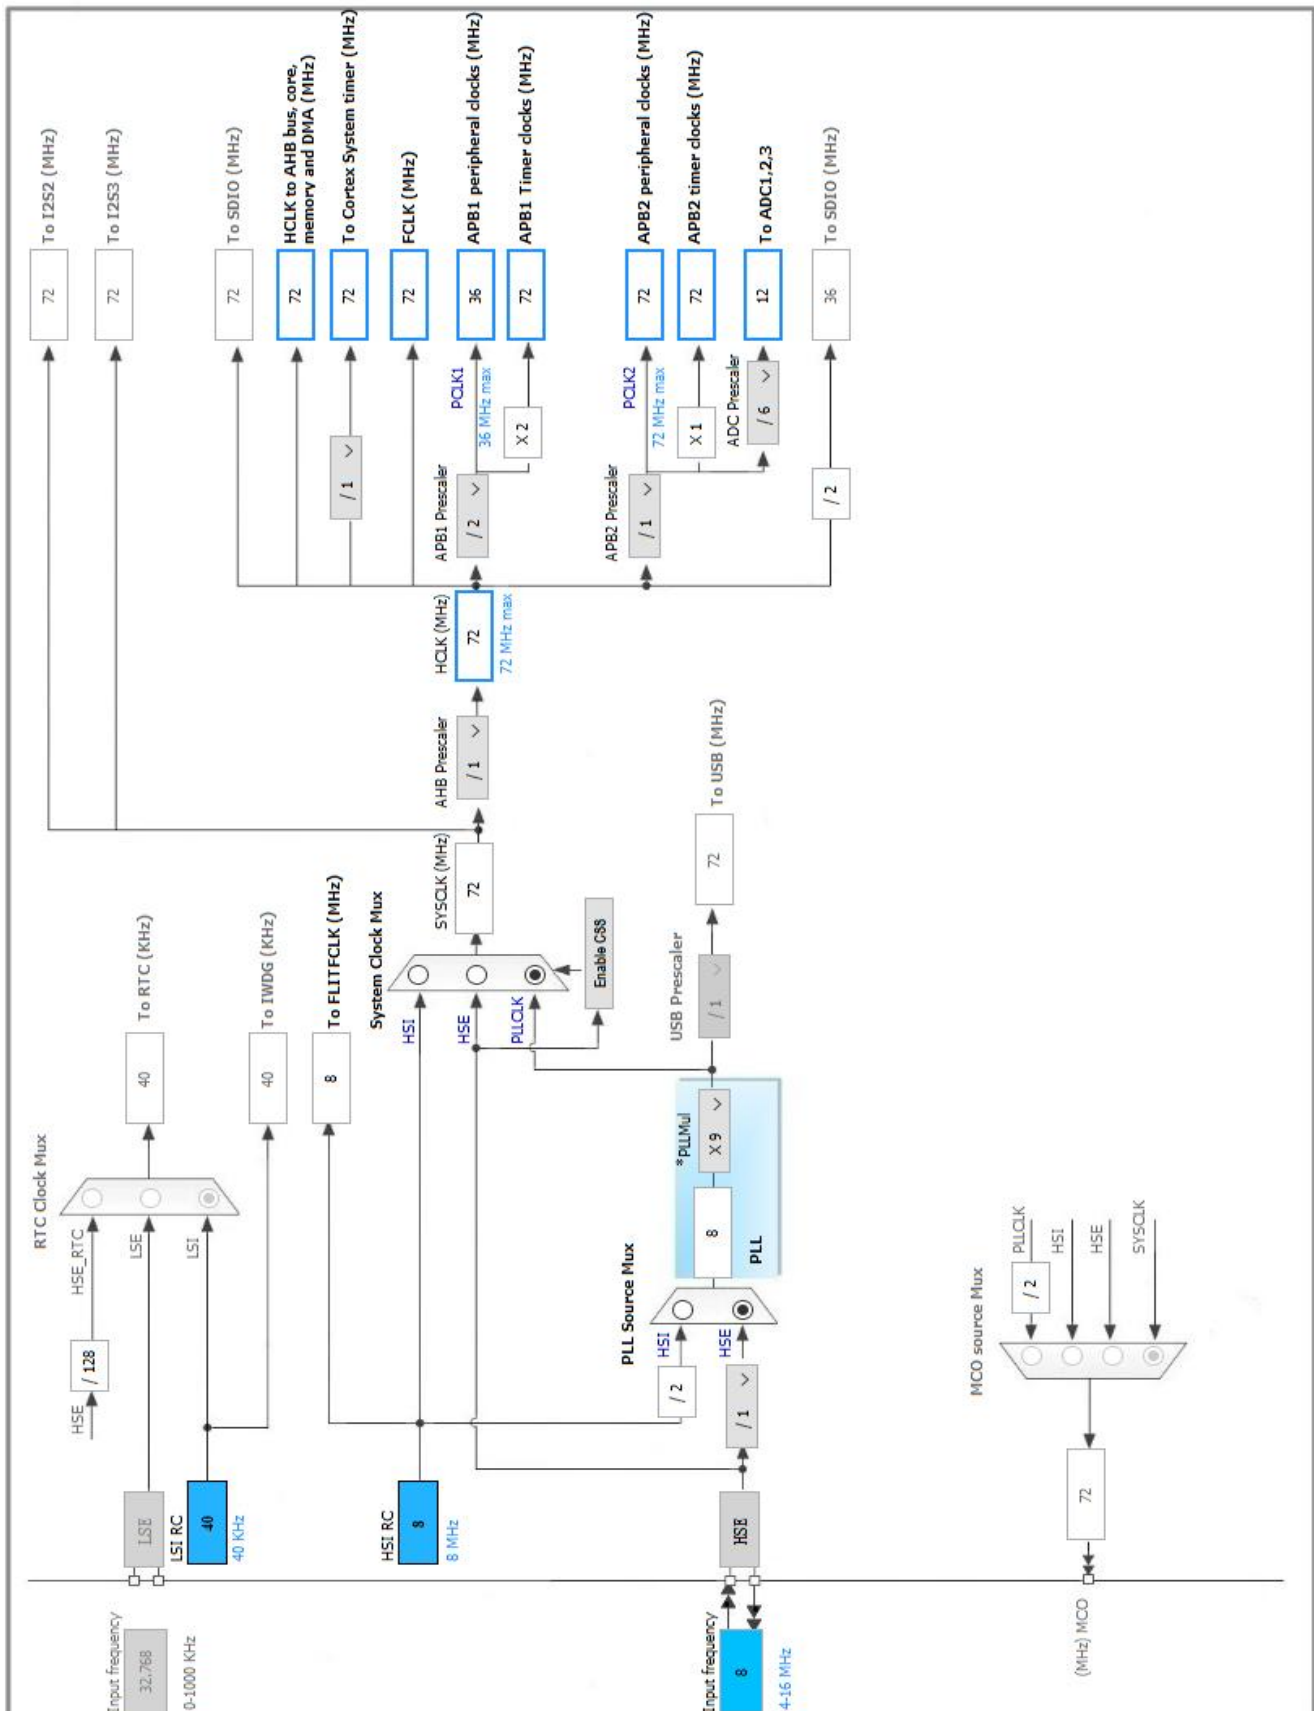 Input frequency
32.768
0-1000 KHz
LSE
LSI RC
40
40 KHz
HSE
/ 128
HSE_RTC
LSE
LSI
RTC Clock Mux
40
To RTC (KHz)
40
To IWDG (KHz)
8
To FLITFCLK (MHz)
HSI RC
8
8 MHz
Input frequency
8
4-16 MHz
HSE
/ 2
HSI
/ 1
HSE
PLL Source Mux
8
*PLLMul
X 9
PLL
USB Prescaler
/ 1
72
To USB (MHz)
System Clock Mux
HSI
HSE
PLLCLK
Enable CSS
SYSCLK (MHz)
72
AHB Prescaler
/ 1
HCLK (MHz)
72
72 MHz max
72
To I2S2 (MHz)
72
To I2S3 (MHz)
72
To SDIO (MHz)
72
HCLK to AHB bus, core,
memory and DMA (MHz)
/ 1
72
To Cortex System timer (MHz)
72
FCLK (MHz)
APB1 Prescaler
/ 2
PCLK1
36 MHz max
36
APB1 peripheral clocks (MHz)
X 2
72
APB1 Timer clocks (MHz)
APB2 Prescaler
/ 1
PCLK2
72 MHz max
72
APB2 peripheral clocks (MHz)
X 1
72
APB2 timer clocks (MHz)
ADC Prescaler
/ 6
12
To ADC1,2,3
/ 2
36
To SDIO (MHz)
MCO source Mux
PLLCLK
/ 2
HSI
HSE
SYSCLK
72
(MHz) MCO